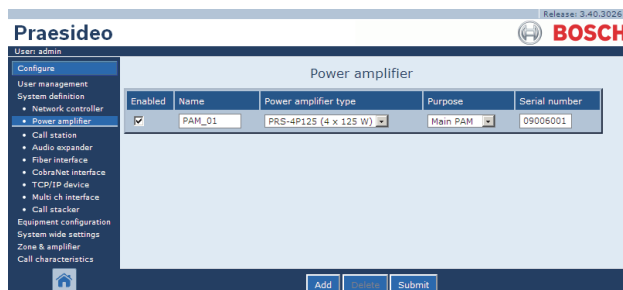 Release: 3.40.3026
Praesideo
BOSCH
User: admin
Configure
User management
System definition
• Network controller
• Power amplifier
• Call station
• Audio expander
• Fiber interface
• CobraNet interface
• TCP/IP device
• Multi ch interface
• Call stacker
Equipment configuration
System wide settings
Zone & amplifier
Call characteristics
Power amplifier
Enabled Name Power amplifier type Purpose Serial number
PAM_01 PRS-4P125 (4 x 125 W) Main PAM 09006001
Add Delete Submit